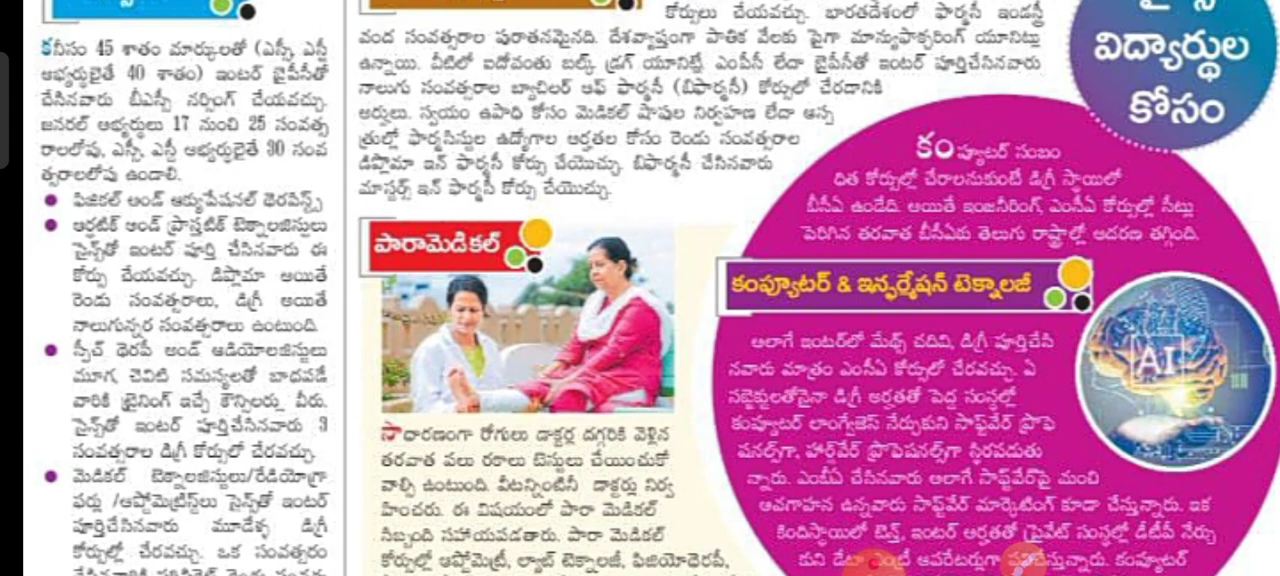 కనీసం 45 శాతం మార్కులతో (ఎస్సీ, ఎస్టీ
అభ్యర్థులైతే 40 శాతం) ఇంటర్ బైపీసీతో
చేసినవారు బీఎస్సీ నర్సింగ్ చేయవచ్చు.
జనరల్ అభ్యర్థులు 17 నుంచి 25 సంవత్స
రాలలోపు, ఎస్సీ, ఎస్టీ అభ్యర్థులైతే 30 సంవ
త్సరాలలోపు ఉండాలి.
● ఫిజికల్ అండ్ ఆక్యుపేషనల్ థెరపిస్ట్స్
● ఆర్థటిక్ అండ్ ప్రాస్థటిక్ టెక్నాలజిస్టులు
సైన్స్‌తో ఇంటర్ పూర్తి చేసినవారు ఈ
కోర్సు చేయవచ్చు. డిప్లొమా అయితే
రెండు సంవత్సరాలు, డిగ్రీ అయితే
నాలుగున్నర సంవత్సరాలు ఉంటుంది.
● స్పీచ్ థెరపీ అండ్ ఆడియోలజిస్టులు
మూగ, చెవిటి సమస్యలతో బాధపడే
వారికి ట్రైనింగ్ ఇచ్చే కౌన్సిలర్లు వీరు.
సైన్స్‌తో ఇంటర్ పూర్తిచేసినవారు 3
సంవత్సరాల డిగ్రీ కోర్సులో చేరవచ్చు.
● మెడికల్ టెక్నాలజిస్టులు/రేడియోగ్రా
ఫర్లు /ఆప్టోమెట్రిస్ట్‌లు సైన్స్‌తో ఇంటర్
పూర్తిచేసినవారు మూడేళ్ళ డిగ్రీ
కోర్సుల్లో చేరవచ్చు. ఒక సంవత్సరం
కోర్సులు చేయవచ్చు. భారతదేశంలో ఫార్మసీ ఇండస్ట్రీ
వంద సంవత్సరాల పురాతనమైనది. దేశవ్యాప్తంగా పాతిక వేలకు పైగా మాన్యుఫాక్చరింగ్ యూనిట్లు
ఉన్నాయి. వీటిలో ఐదోవంతు బల్క్ డ్రగ్ యూనిట్లే. ఎంపీసీ లేదా బైపీసీతో ఇంటర్ పూర్తిచేసినవారు
నాలుగు సంవత్సరాల బ్యాచిలర్ ఆఫ్ ఫార్మసీ (బిఫార్మసీ) కోర్సులో చేరడానికి
అర్హులు. స్వయం ఉపాధి కోసం మెడికల్ షాపుల నిర్వహణ లేదా ఆస్ప
త్రుల్లో ఫార్మసిస్టుల ఉద్యోగాల అర్హతల కోసం రెండు సంవత్సరాల
డిప్లొమా ఇన్ ఫార్మసీ కోర్సు చేయొచ్చు. బిఫార్మసీ చేసినవారు
మాస్టర్స్ ఇన్ ఫార్మసీ కోర్సు చేయొచ్చు.
పారామెడికల్
సాధారణంగా రోగులు డాక్టర్ల దగ్గరికి వెళ్లిన
తరవాత పలు రకాల టెస్టులు చేయించుకో
వాల్సి ఉంటుంది. వీటన్నింటినీ డాక్టర్లు నిర్వ
హించరు. ఈ విషయంలో పారా మెడికల్
సిబ్బంది సహాయపడతారు. పారా మెడికల్
కోర్సుల్లో ఆప్టోమెట్రీ, ల్యాబ్ టెక్నాలజీ, ఫిజియోథెరపీ,
విద్యార్థుల
కోసం
కంప్యూటర్ సంబం
ధిత కోర్సుల్లో చేరాలనుకుంటే డిగ్రీ స్థాయిలో
బీసీఏ ఉండేది. అయితే ఇంజనీరింగ్, ఎంసీఏ కోర్సుల్లో సీట్లు
పెరిగిన తరవాత బీసీఏకు తెలుగు రాష్ట్రాల్లో ఆదరణ తగ్గింది.
కంప్యూటర్ & ఇన్ఫర్మేషన్ టెక్నాలజీ
అలాగే ఇంటర్‌లో మేథ్స్ చదివి, డిగ్రీ పూర్తిచేసి
నవారు మాత్రం ఎంసీఏ కోర్సులో చేరవచ్చు. ఏ
సబ్జెక్టులతోనైనా డిగ్రీ అర్హతతో పెద్ద సంస్థల్లో
కంప్యూటర్ లాంగ్వేజెస్ నేర్చుకుని సాఫ్ట్‌వేర్ ప్రొఫె
షనల్స్‌గా, హార్డ్‌వేర్ ప్రొఫెషనల్స్‌గా స్థిరపడుతు
న్నారు. ఎంబీఏ చేసినవారు అలాగే సాఫ్ట్‌వేర్‌పై మంచి
అవగాహన ఉన్నవారు సాఫ్ట్‌వేర్ మార్కెటింగ్ కూడా చేస్తున్నారు. ఇక
కిందిస్థాయిలో టెన్త్, ఇంటర్ అర్హతతో ప్రైవేట్ సంస్థల్లో డీటీపీ నేర్చు
కుని డేటా ఎంట్రీ ఆపరేటర్లుగా పనిచేస్తున్నారు. కంప్యూటర్
AI